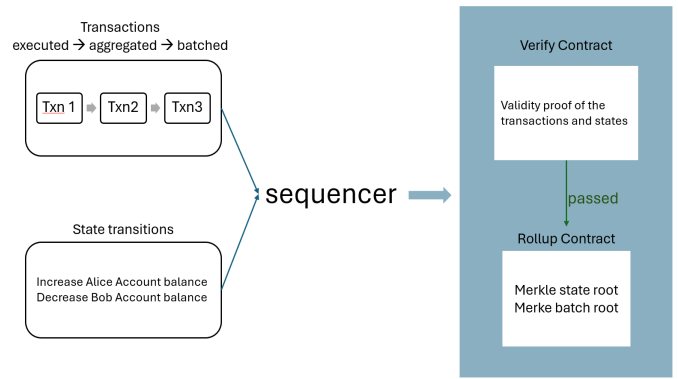 Transactions
executed → aggregated → batched
Txn 1
Txn2
Txn3
State transitions
Increase Alice Account balance
Decrease Bob Account balance
sequencer
Verify Contract
Validity proof of the
transactions and states
passed
Rollup Contract
Merkle state root
Merke batch root